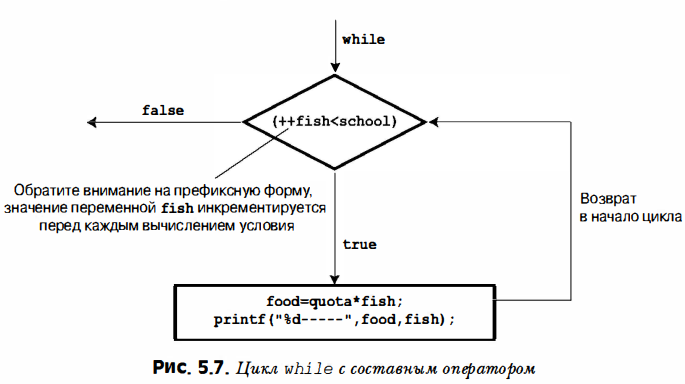 while
false
(++fish<school)
Обратите внимание на префиксную форму,
значение переменной fish инкрементируется
перед каждым вычислением условия
Возврат
в начало цикла
true
food=quota*fish;
printf("%d-----",food,fish);
Рис. 5.7. Цикл while с составным оператором